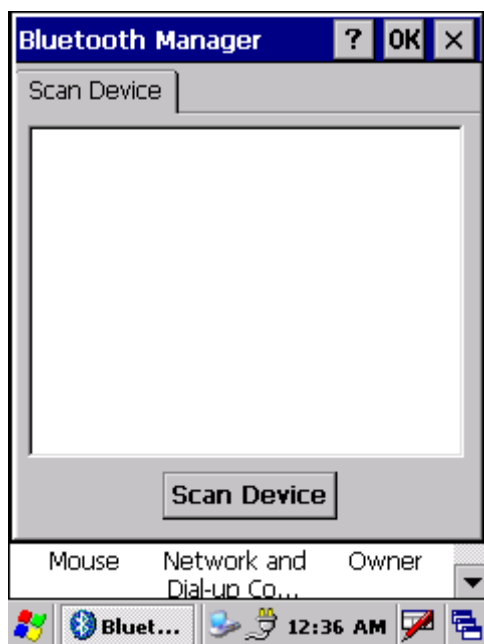 Bluetooth Manager ? OK ×
Scan Device
Scan Device
Mouse Network and Owner
Dial-up Co...
Bluet... 12:36 AM